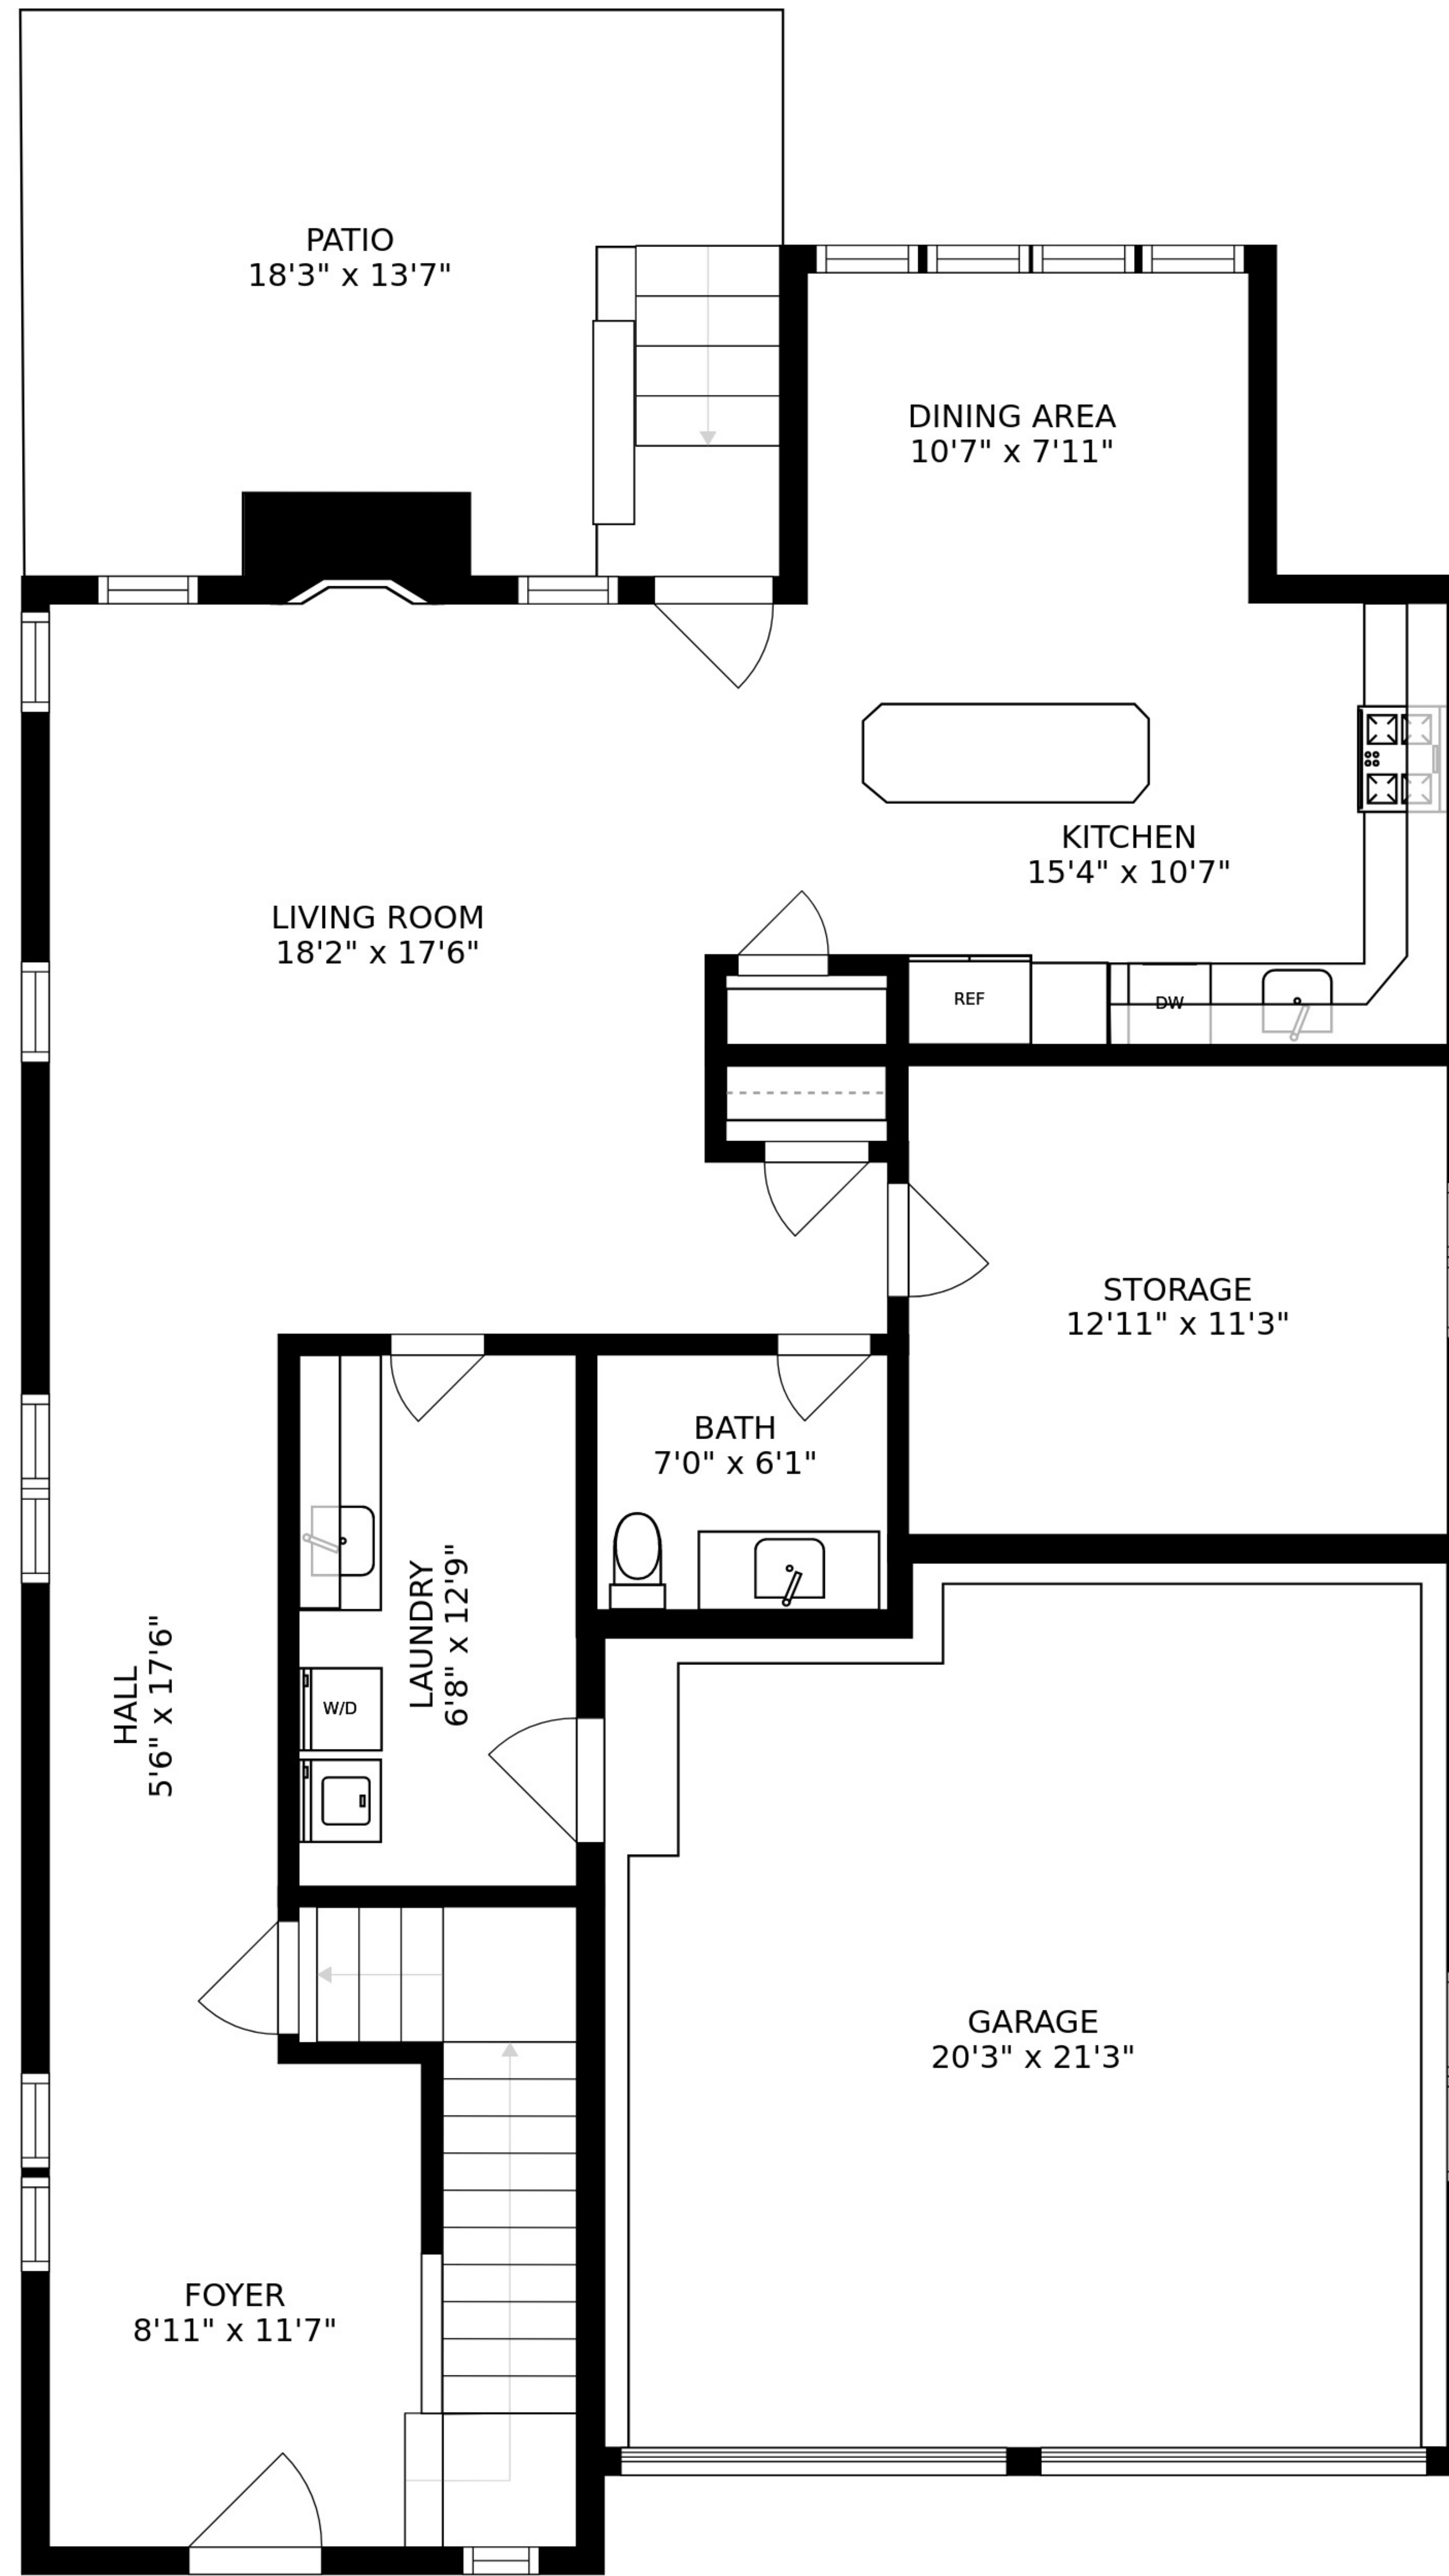 PATIO
18'3" x 13'7"
DINING AREA
10'7" x 7'11"
KITCHEN
15'4" x 10'7"
LIVING ROOM
18'2" x 17'6"
REF
DW
STORAGE
12'11" x 11'3"
BATH
7'0" x 6'1"
LAUNDRY
6'8" x 12'9"
HALL
5'6" x 17'6"
W/D
GARAGE
20'3" x 21'3"
FOYER
8'11" x 11'7"